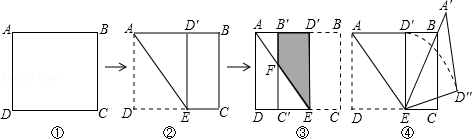 A B A D′ B A B′ D′ B A D′ B A′
F
D″
D C D E C D C′ E C D E C
① ② ③ ④